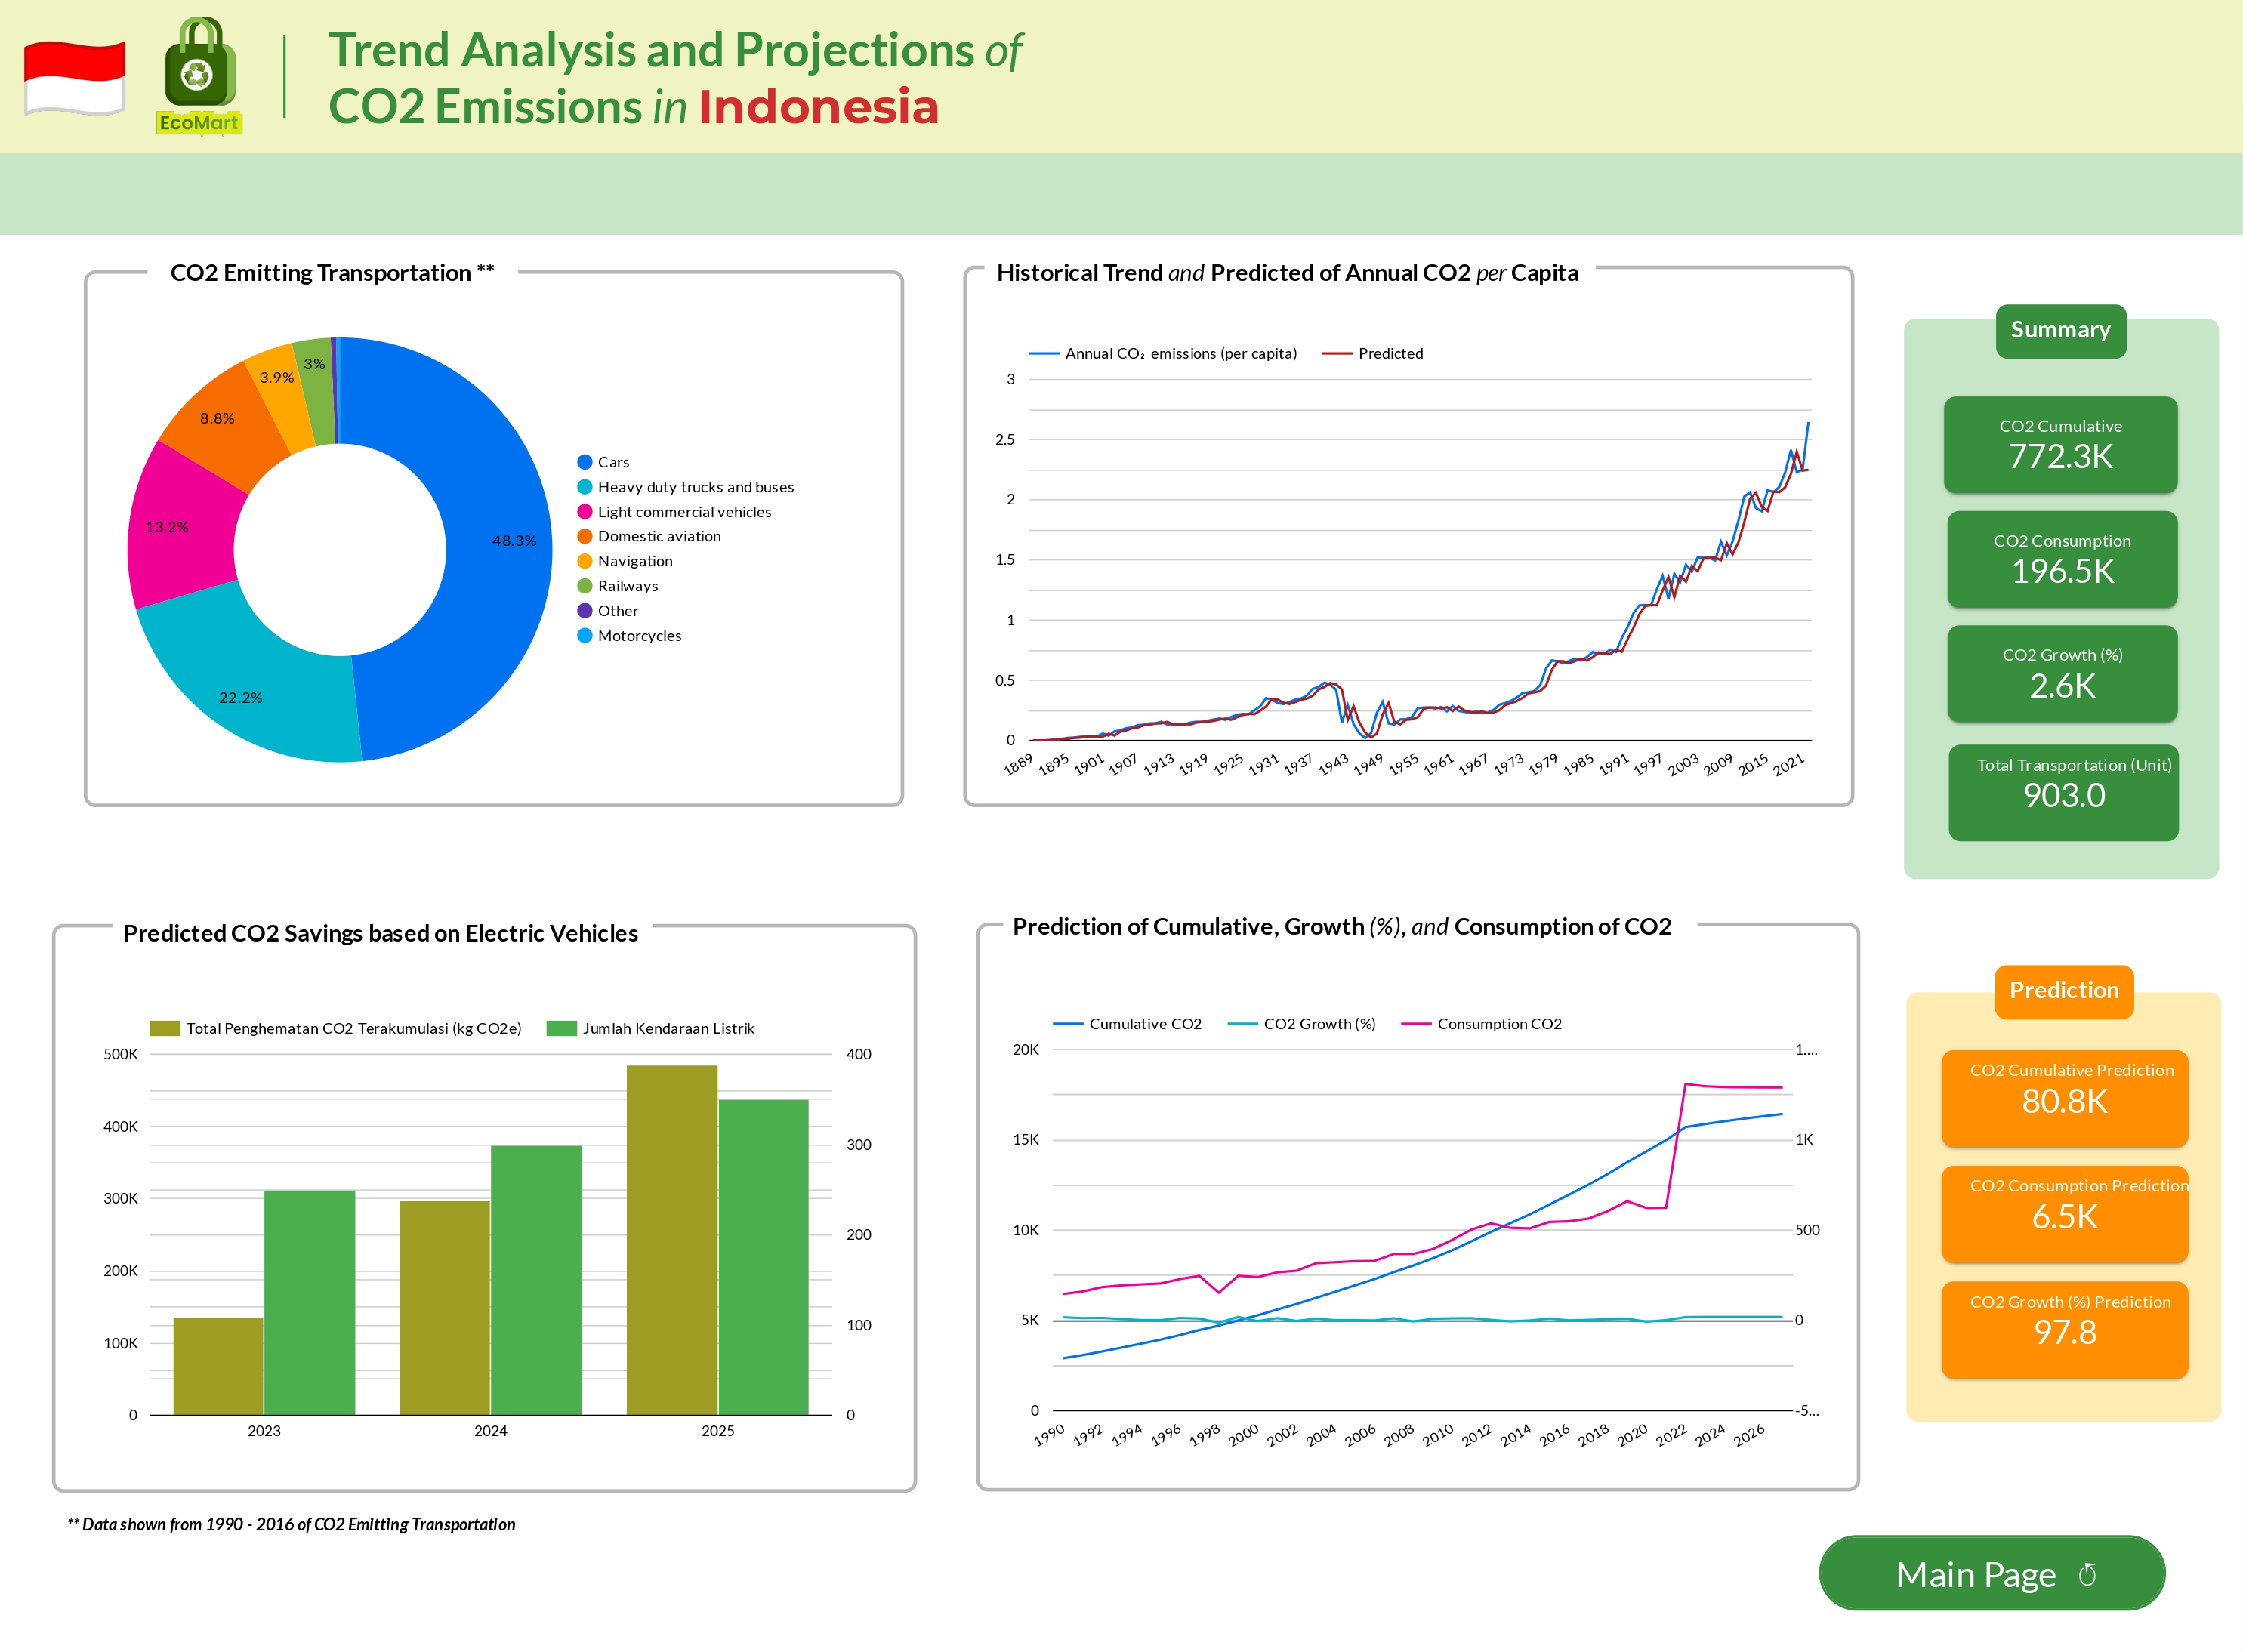 Trend Analysis and Projections of
CO2 Emissions in Indonesia
EcoMart
CO2 Emitting Transportation **
3%
3.9%
8.8%
13.2%
48.3%
22.2%
Cars
Heavy duty trucks and buses
Light commercial vehicles
Domestic aviation
Navigation
Railways
Other
Motorcycles
Historical Trend and Predicted of Annual CO2 per Capita
Annual CO₂ emissions (per capita) Predicted
3
2.5
2
1.5
1
0.5
0
1889 1895 1901 1907 1913 1919 1925 1931 1937 1943 1949 1955 1961 1967 1973 1979 1985 1991 1997 2003 2009 2015 2021
Summary
CO2 Cumulative
772.3K
CO2 Consumption
196.5K
CO2 Growth (%)
2.6K
Total Transportation (Unit)
903.0
Predicted CO2 Savings based on Electric Vehicles
Total Penghematan CO2 Terakumulasi (kg CO2e) Jumlah Kendaraan Listrik
500K 400
400K
300
300K
200
200K
100
100K
0 0
2023 2024 2025
Prediction of Cumulative, Growth (%), and Consumption of CO2
Cumulative CO2 CO2 Growth (%) Consumption CO2
20K 1....
15K 1K
10K 500
5K 0
0 -5...
1990 1992 1994 1996 1998 2000 2002 2004 2006 2008 2010 2012 2014 2016 2018 2020 2022 2024 2026
Prediction
CO2 Cumulative Prediction
80.8K
CO2 Consumption Prediction
6.5K
CO2 Growth (%) Prediction
97.8
** Data shown from 1990 - 2016 of CO2 Emitting Transportation
Main Page